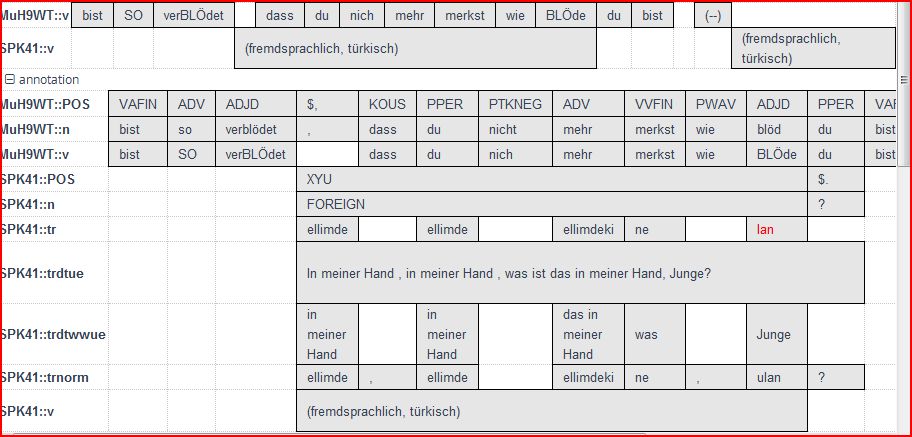 MuH9WT::v bist SO verBLÖdet dass du nich mehr merkst wie BLÖde du bist (--)
SPK41::v (fremdsprachlich, türkisch) (fremdsprachlich, türkisch)
annotation
MuH9WT::POS VAFIN ADV ADJD $, KOUS PPER PTKNEG ADV VVFIN PWAV ADJD PPER VAF
MuH9WT::n bist so verblödet , dass du nicht mehr merkst wie blöd du bist
MuH9WT::v bist SO verBLÖdet dass du nich mehr merkst wie BLÖde du bist
SPK41::POS XYU $.
SPK41::n FOREIGN ?
SPK41::tr ellimde ellimde ellimdeki ne lan
SPK41::trdtue In meiner Hand , in meiner Hand , was ist das in meiner Hand, Junge?
SPK41::trdtwwue in meiner Hand in meiner Hand das in meiner Hand was Junge
SPK41::trnorm ellimde , ellimde ellimdeki ne , ulan ?
SPK41::v (fremdsprachlich, türkisch)